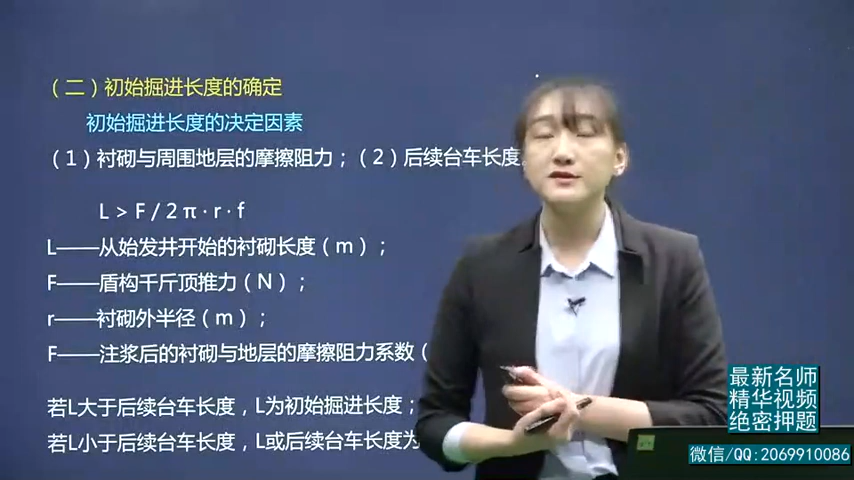 （二）初始掘进长度的确定
初始掘进长度的决定因素
（1）衬砌与周围地层的摩擦阻力；（2）后续台车长度。
L > F / 2 π · r · f
L——从始发井开始的衬砌长度（m）；
F——盾构千斤顶推力（N）；
r——衬砌外半径（m）；
F——注浆后的衬砌与地层的摩擦阻力系数（
若L大于后续台车长度，L为初始掘进长度；
若L小于后续台车长度，L或后续台车长度为
最新名师
精华视频
绝密押题
微信/QQ:2069910086